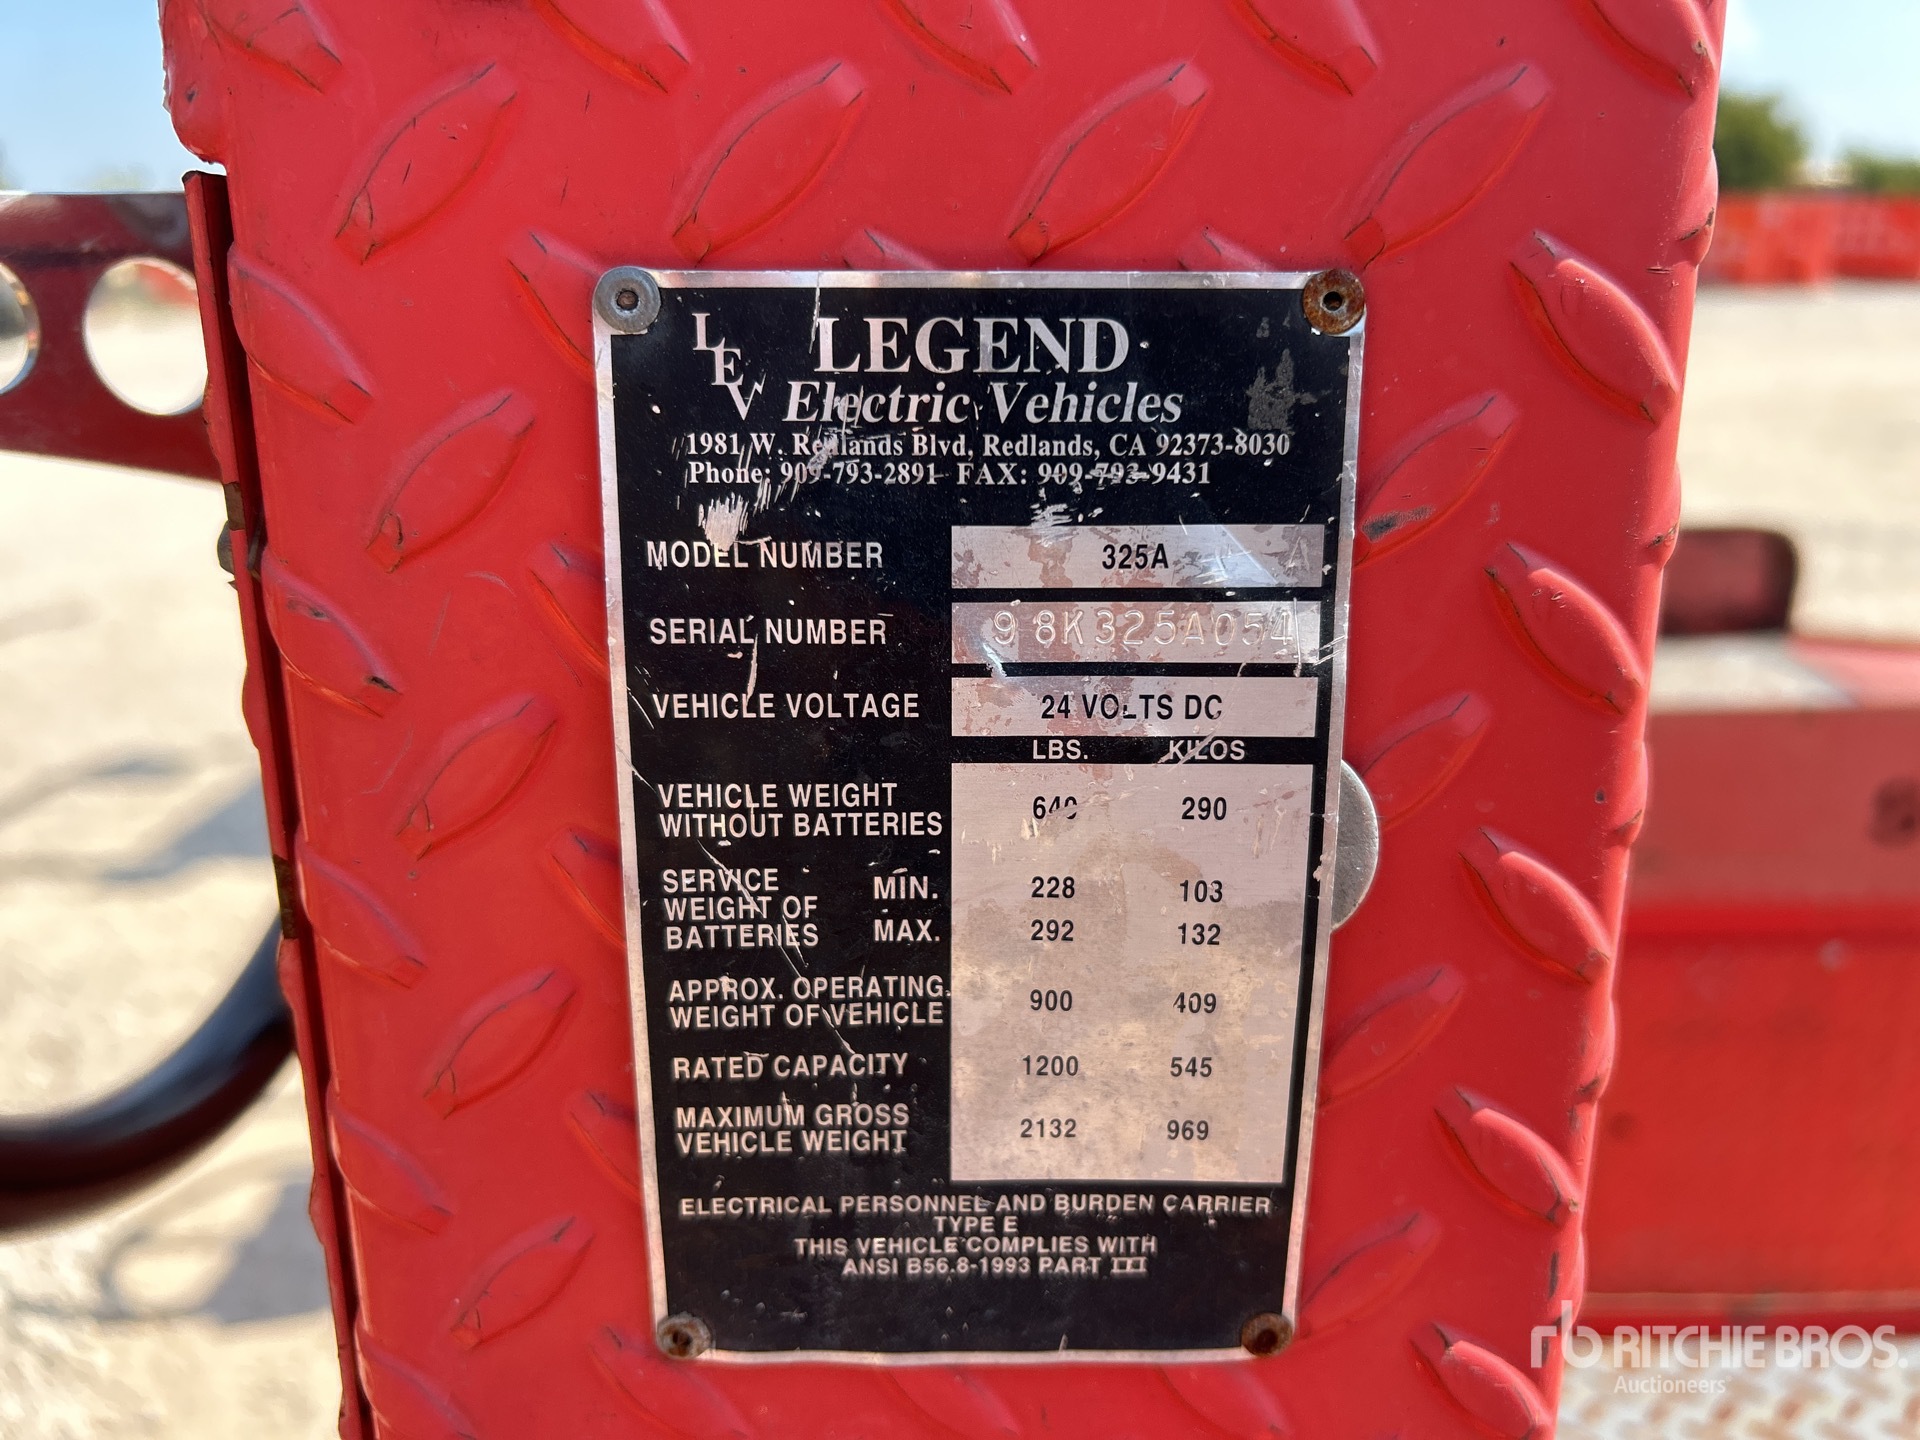 LEV LEGEND
Electric Vehicles
1981 W. Redlands Blvd, Redlands, CA 92373-8030
Phone: 909-793-2891 FAX: 909-793-9431
MODEL NUMBER 325A A
SERIAL NUMBER 98K325A054
VEHICLE VOLTAGE 24 VOLTS DC
LBS. KILOS
VEHICLE WEIGHT
WITHOUT BATTERIES 640 290
SERVICE MIN. 228 103
WEIGHT OF
BATTERIES MAX. 292 132
APPROX. OPERATING
WEIGHT OF VEHICLE 900 409
RATED CAPACITY 1200 545
MAXIMUM GROSS
VEHICLE WEIGHT 2132 969
ELECTRICAL PERSONNEL AND BURDEN CARRIER
TYPE E
THIS VEHICLE COMPLIES WITH
ANSI B56.8-1993 PART III
rb RITCHIE BROS.
Auctioneers